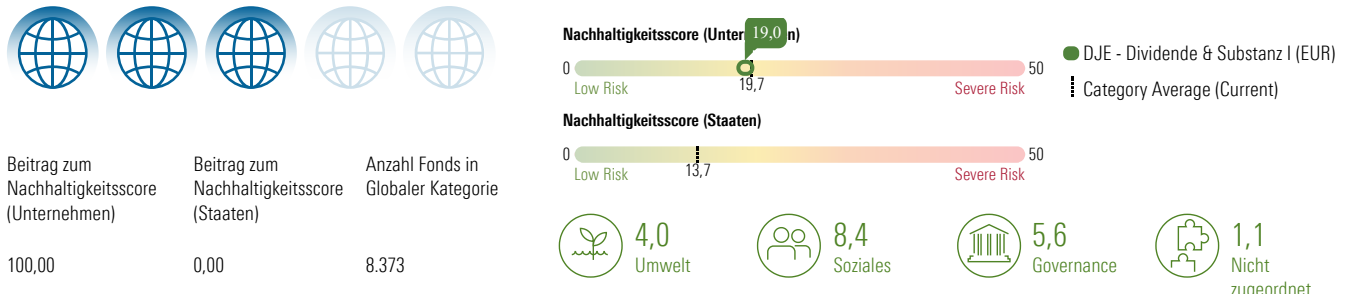 Beitrag zum
Nachhaltigkeitsscore
(Unternehmen)
100,00
Beitrag zum
Nachhaltigkeitsscore
(Staaten)
0,00
Anzahl Fonds in
Globaler Kategorie
8.373
Nachhaltigkeitsscore
19,0
0
50
Low Risk
19,7
Severe Risk
Nachhaltigkeitsscore (Staaten)
0
50
Low Risk
13,7
Severe Risk
DJE - Dividende & Substanz I (EUR)
Category Average (Current)
4,0
Umwelt
8,4
Soziales
5,6
Governance
1,1
Nicht
zugeordnet